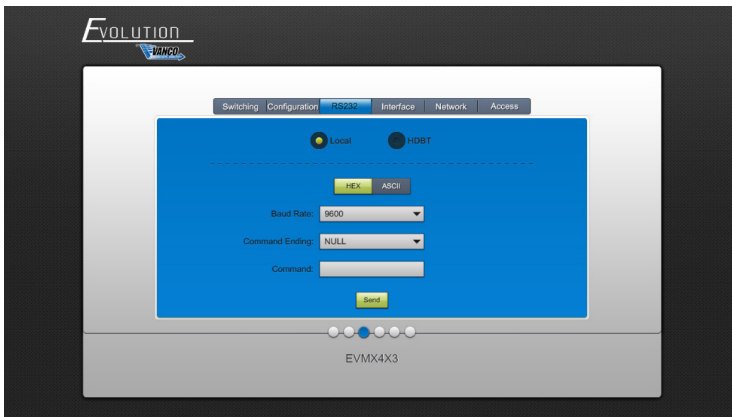 EVOLUTION
VANCO
Switching Configuration RS232 Interface Network Access
Local HDBT
HEX ASCII
Baud Rate: 9600
Command Ending: NULL
Command:
Send
EVMX4X3